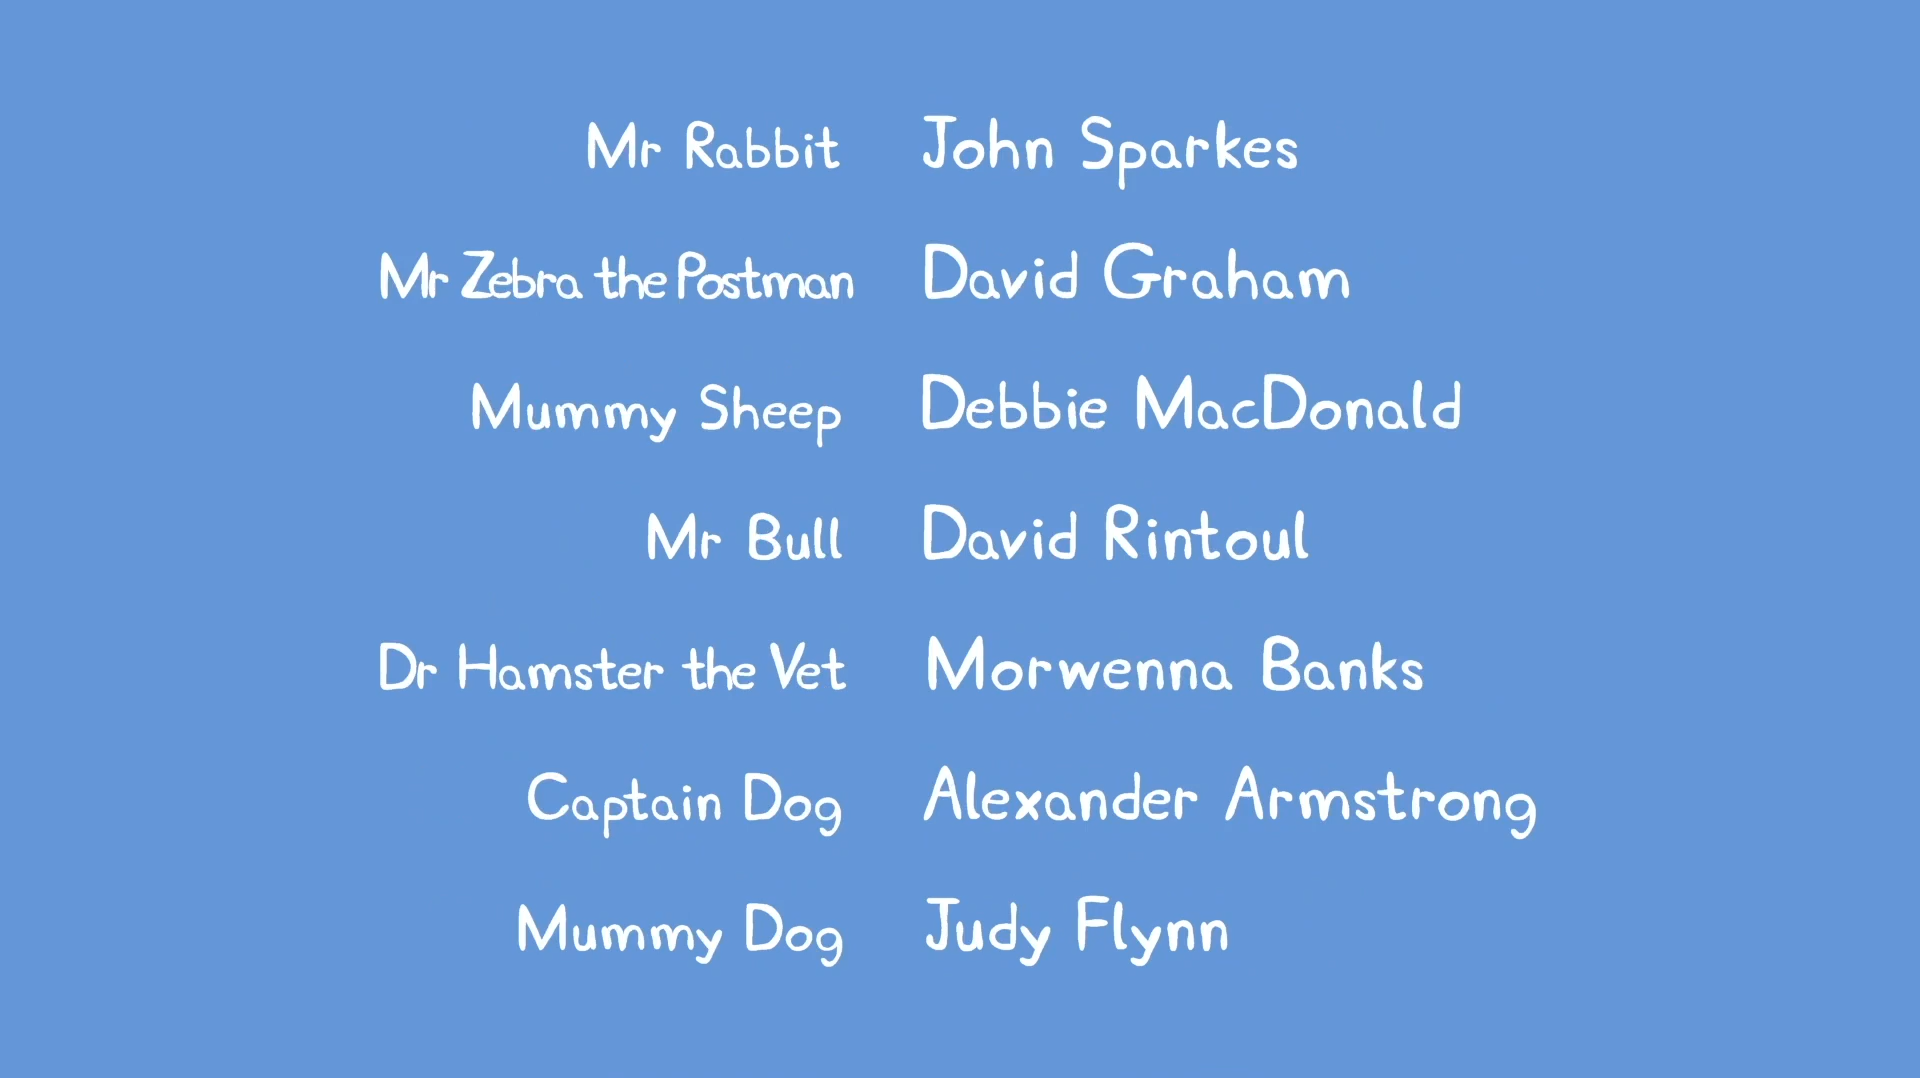 Mr Rabbit John Sparkes
Mr Zebra the Postman David Graham
Mummy Sheep Debbie MacDonald
Mr Bull David Rintoul
Dr Hamster the Vet Morwenna Banks
Captain Dog Alexander Armstrong
Mummy Dog Judy Flynn